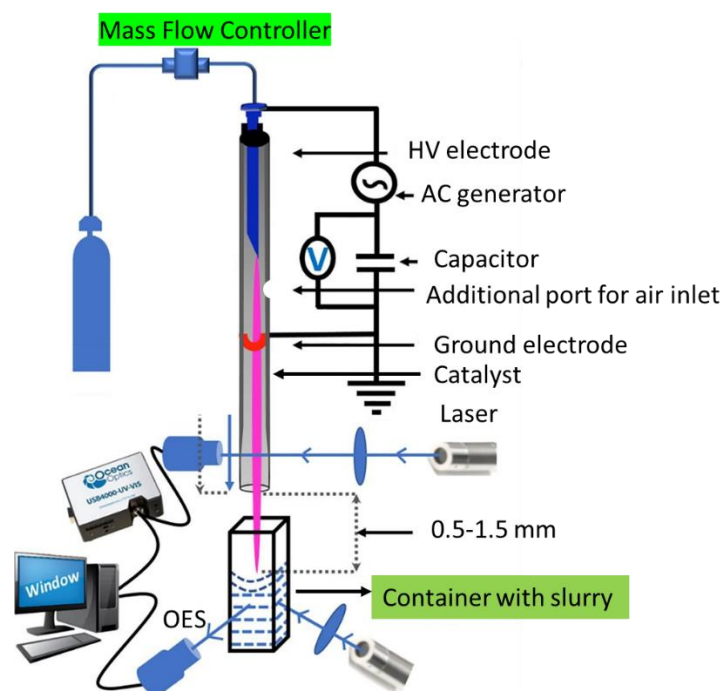 Mass Flow Controller
HV electrode
AC generator
V
Capacitor
Additional port for air inlet
Ground electrode
Catalyst
Laser
Ocean
Optics
USB4000-UV-VIS
0.5-1.5 mm
Window
Container with slurry
OES